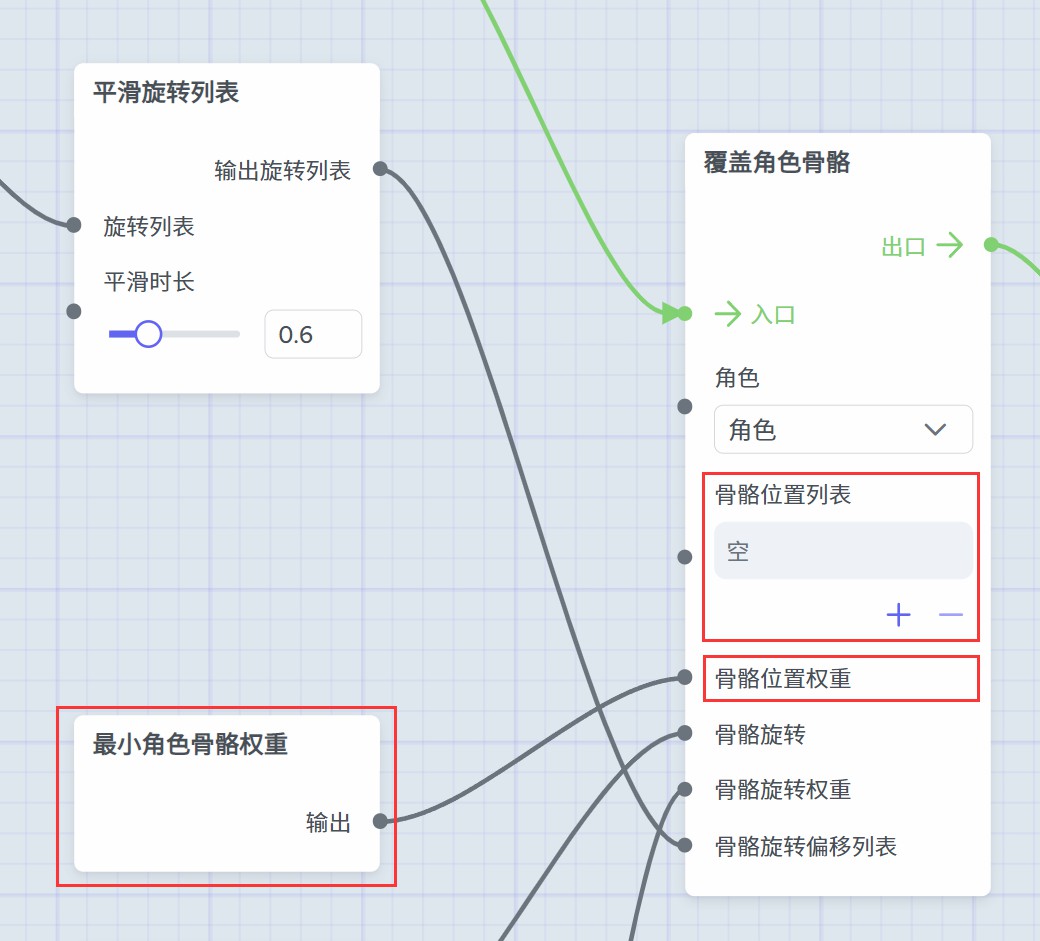 平滑旋转列表
输出旋转列表
旋转列表
平滑时长
0.6
覆盖角色骨骼
出口
入口
角色
角色
骨骼位置列表
空
骨骼位置权重
骨骼旋转
骨骼旋转权重
骨骼旋转偏移列表
最小角色骨骼权重
输出